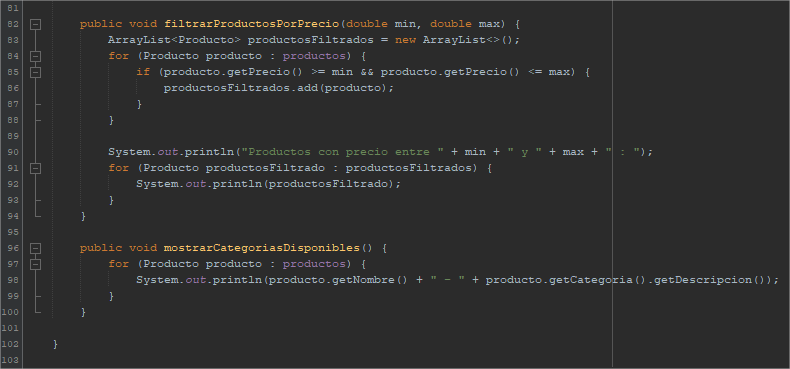 81
82 public void filtrarProductosPorPrecio(double min, double max) {
83 ArrayList<Producto> productosFiltrados = new ArrayList<>();
84 for (Producto producto : productos) {
85 if (producto.getPrecio() >= min && producto.getPrecio() <= max) {
86 productosFiltrados.add(producto);
87 }
88 }
89
90 System.out.println("Productos con precio entre " + min + " y " + max + " : ");
91 for (Producto productosFiltrado : productosFiltrados) {
92 System.out.println(productosFiltrado);
93 }
94 }
95
96 public void mostrarCategoriasDisponibles() {
97 for (Producto producto : productos) {
98 System.out.println(producto.getNombre() + " - " + producto.getCategoria().getDescripcion());
99 }
100 }
101
102 }
103